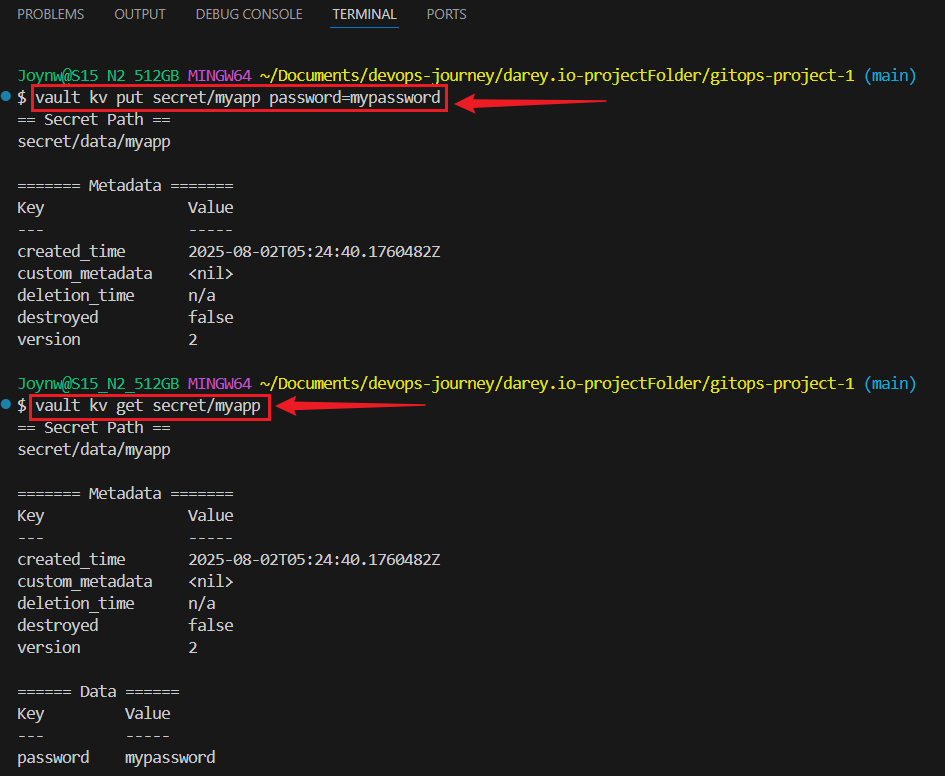 PROBLEMS OUTPUT DEBUG CONSOLE TERMINAL PORTS
Joynw@S15_N2_512GB MINGW64 ~/Documents/devops-journey/darey.io-projectFolder/gitops-project-1 (main)
$ vault kv put secret/myapp password=mypassword
== Secret Path ==
secret/data/myapp
======= Metadata =======
Key Value
--- -----
created_time 2025-08-02T05:24:40.1760482Z
custom_metadata <nil>
deletion_time n/a
destroyed false
version 2
Joynw@S15_N2_512GB MINGW64 ~/Documents/devops-journey/darey.io-projectFolder/gitops-project-1 (main)
$ vault kv get secret/myapp
== Secret Path ==
secret/data/myapp
======= Metadata =======
Key Value
--- -----
created_time 2025-08-02T05:24:40.1760482Z
custom_metadata <nil>
deletion_time n/a
destroyed false
version 2
====== Data ======
Key Value
--- -----
password mypassword